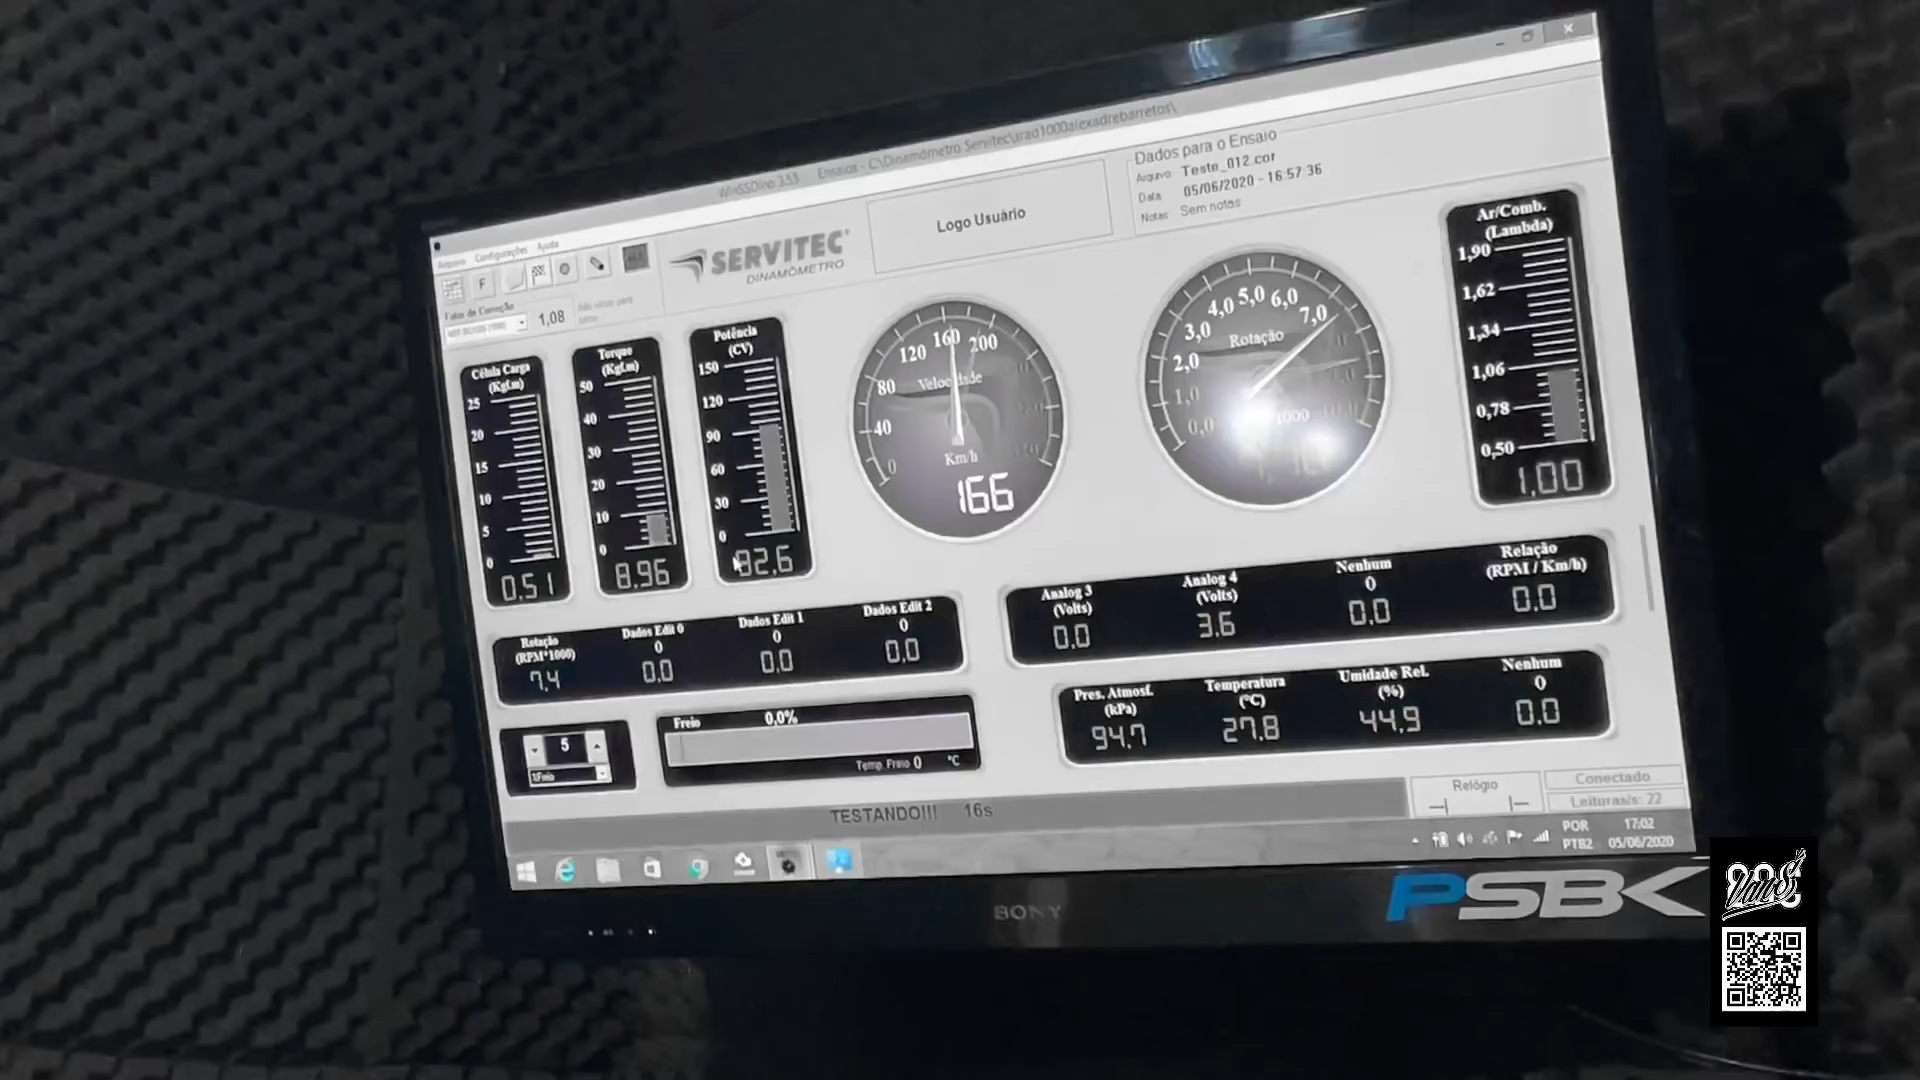 WinSSDino 3.53 Ensaios - C:\Dinamômetro Servitec\srad1000alexadrebarretos\
Arquivo Configurações Ajuda
F
Fator de Correção
1,08
SERVITEC
DINAMÔMETRO
Logo Usuário
Dados para o Ensaio
Arquivo Teste_012.cor
Data 05/06/2020 - 16:57:36
Notas Sem notas
Célula Carga
(Kgf.m)
25
20
15
10
5
0
0.51
Torque
(Kgf.m)
50
40
30
20
10
0
8.96
Potência
(CV)
150
120
90
60
30
0
82.6
0
40
80
120
160
200
Velocidade
Km/h
166
0,0
1,0
2,0
3,0
4,0
5,0
6,0
7,0
Rotação
1000
Ar/Comb.
(Lambda)
1,90
1,62
1,34
1,06
0,78
0,50
1.00
Rotação
(RPM*1000)
7.4
Dados Edit 0
0
0.0
Dados Edit 1
0
0.0
Dados Edit 2
0
0.0
Analog 3
(Volts)
0.0
Analog 4
(Volts)
3.6
Nenhum
0
0.0
Relação
(RPM / Km/h)
0.0
5
%Freio
Freio 0,0%
Temp. Freio 0 °C
Pres. Atmosf.
(kPa)
94.7
Temperatura
(°C)
27.8
Umidade Rel.
(%)
44.9
Nenhum
0
0.0
TESTANDO!!! 16s
Relógio
Conectado
Leituras/s: 22
POR
PTB2
17:02
05/06/2020
SONY
PSBK